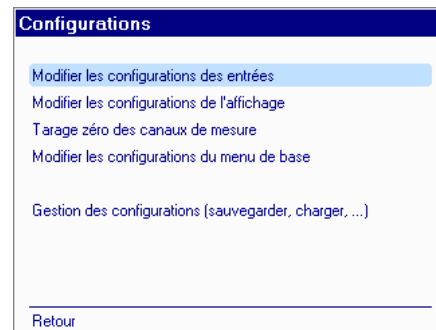 Configurations
Modifier les configurations des entrées
Modifier les configurations de l'affichage
Tarage zéro des canaux de mesure
Modifier les configurations du menu de base
Gestion des configurations (sauvegarder, charger, ...)
Retour